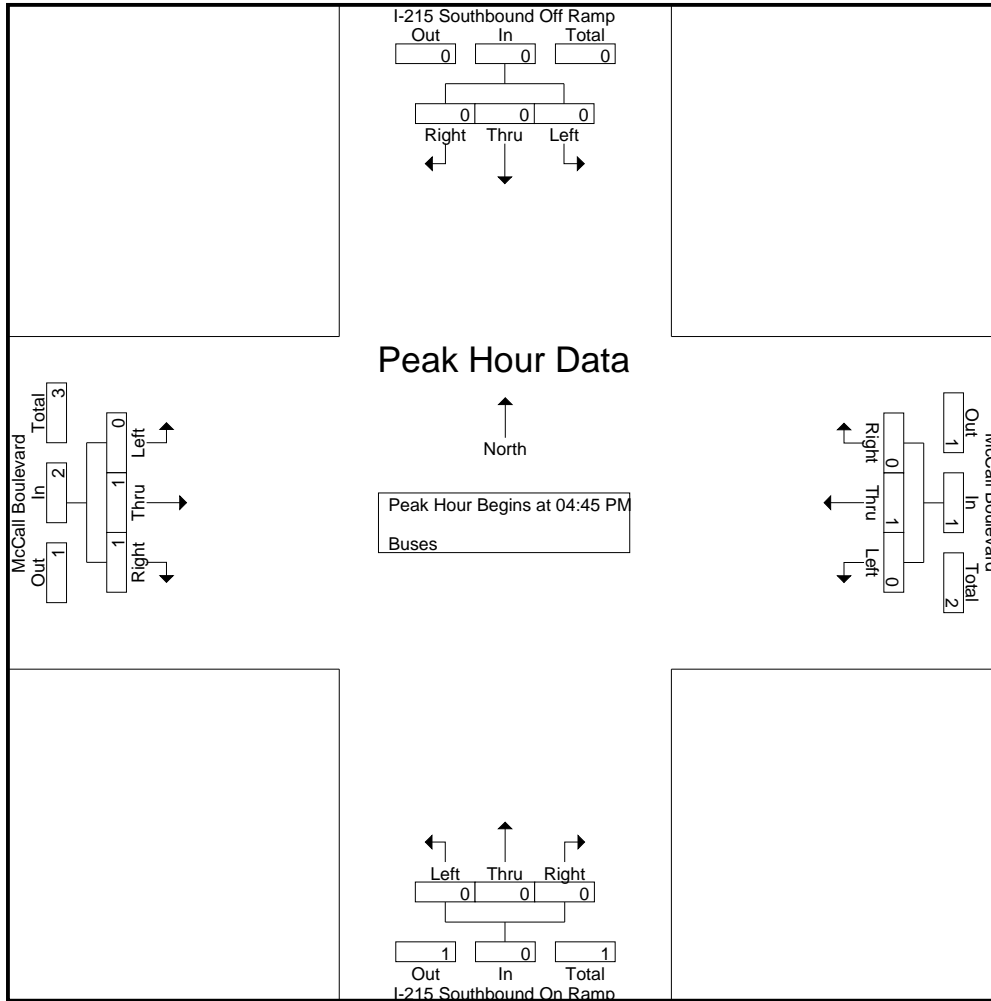 I-215 Southbound Off Ramp
Out In Total
0 0 0
0 0 0
Right Thru Left
Peak Hour Data
North
Peak Hour Begins at 04:45 PM
Buses
McCall Boulevard
Out In Total
1 2 3
Left Thru Right
0 1 1
McCall Boulevard
Out In Total
1 1 2
Right Thru Left
0 1 0
Left Thru Right
0 0 0
1 0 1
Out In Total
I-215 Southbound On Ramp